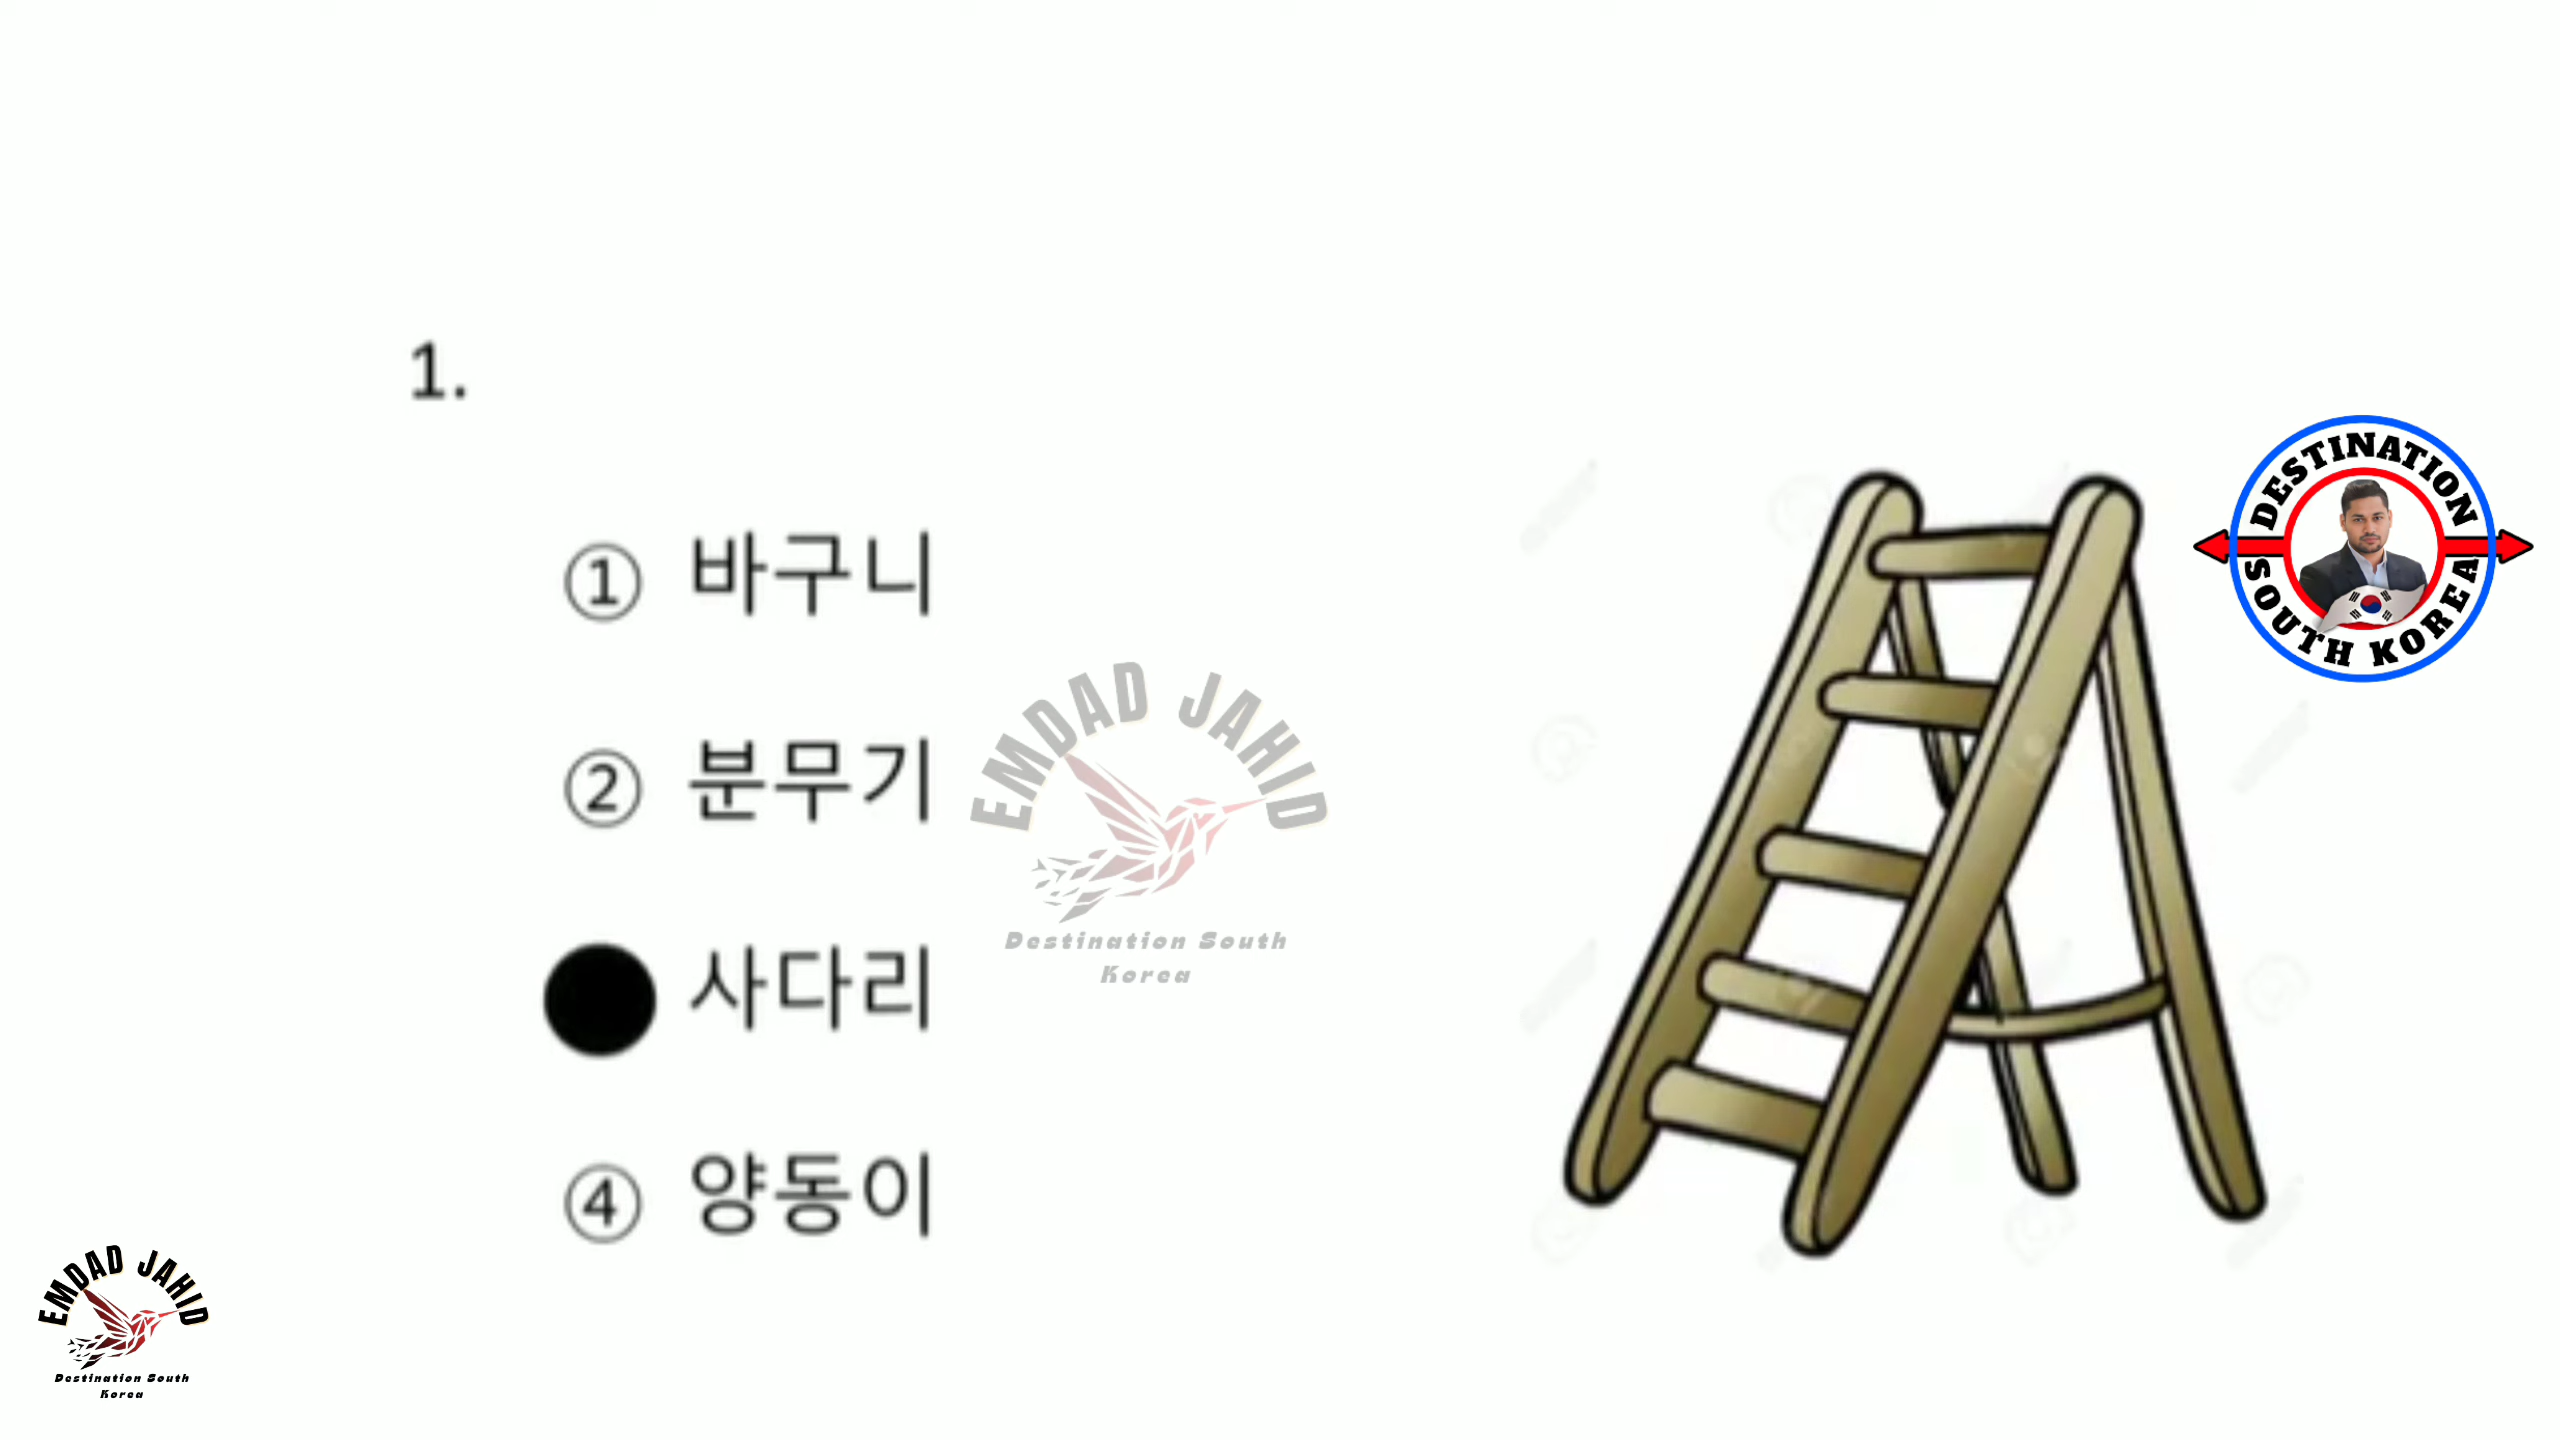 1.
① 바구니
② 분무기
사다리
④ 양동이
EMDAD JAHID
Destination South
Korea
DESTINATION
SOUTH KOREA
EMDAD JAHID
Destination South
Korea